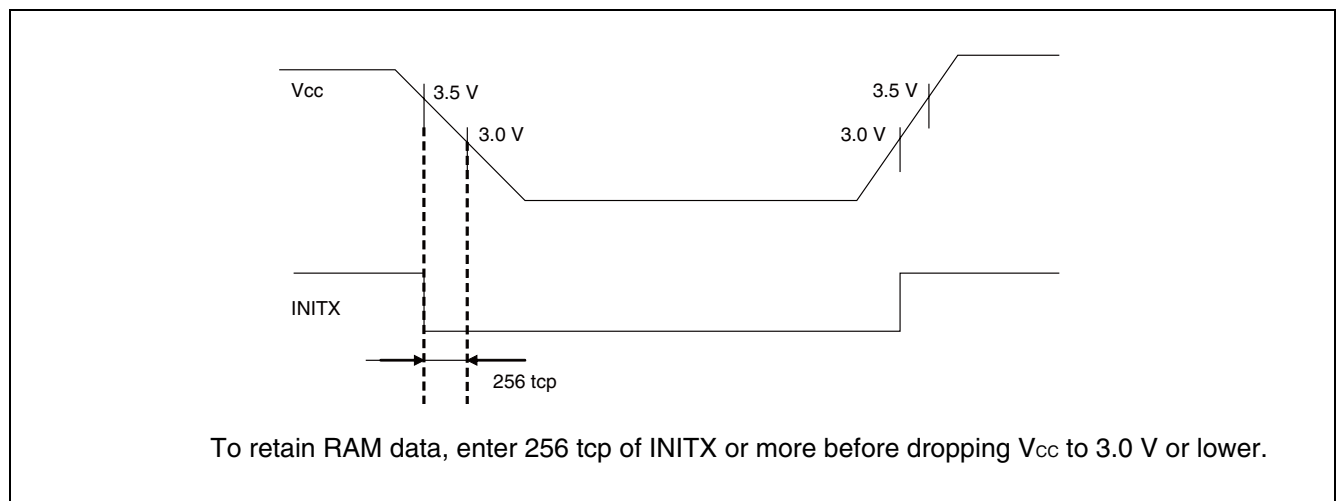 Vcc
3.5 V
3.0 V
3.5 V
3.0 V
INITX
256 tcp
To retain RAM data, enter 256 tcp of INITX or more before dropping Vcc to 3.0 V or lower.